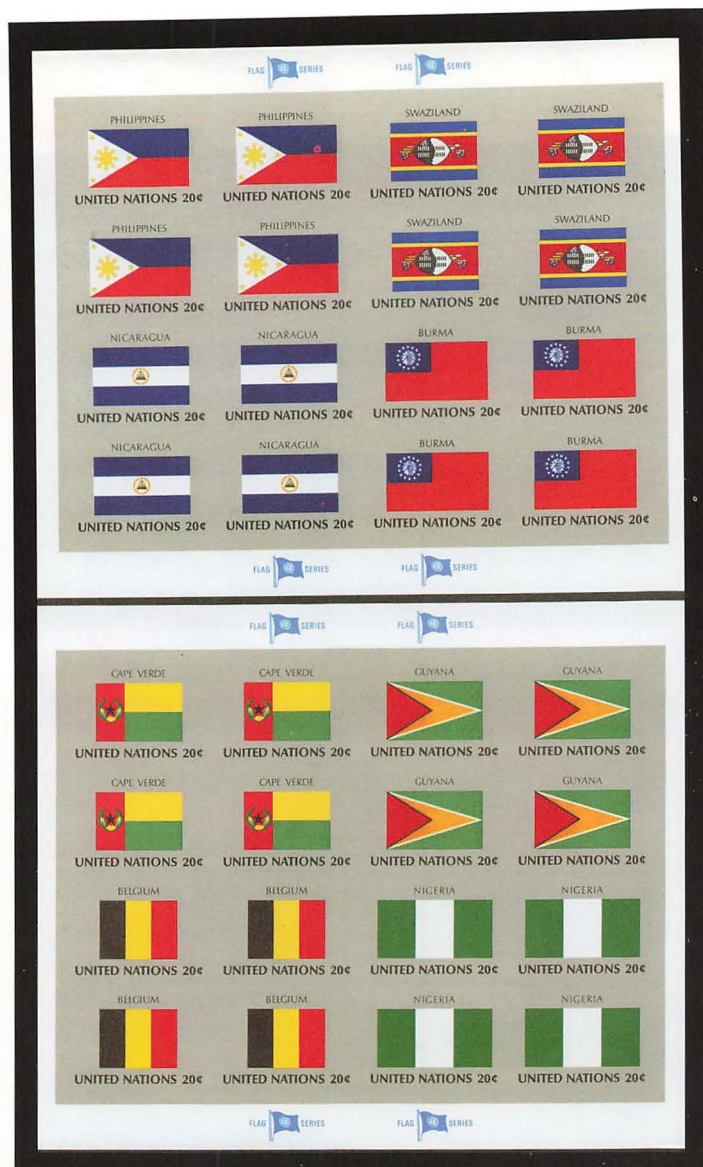 FLAG SERIES FLAG SERIES
PHILIPPINES PHILIPPINES SWAZILAND SWAZILAND
UNITED NATIONS 20¢ UNITED NATIONS 20¢ UNITED NATIONS 20¢ UNITED NATIONS 20¢
PHILIPPINES PHILIPPINES SWAZILAND SWAZILAND
UNITED NATIONS 20¢ UNITED NATIONS 20¢ UNITED NATIONS 20¢ UNITED NATIONS 20¢
NICARAGUA NICARAGUA BURMA BURMA
UNITED NATIONS 20¢ UNITED NATIONS 20¢ UNITED NATIONS 20¢ UNITED NATIONS 20¢
NICARAGUA NICARAGUA BURMA BURMA
UNITED NATIONS 20¢ UNITED NATIONS 20¢ UNITED NATIONS 20¢ UNITED NATIONS 20¢
FLAG SERIES FLAG SERIES
FLAG SERIES FLAG SERIES
CAPE VERDE CAPE VERDE GUYANA GUYANA
UNITED NATIONS 20¢ UNITED NATIONS 20¢ UNITED NATIONS 20¢ UNITED NATIONS 20¢
CAPE VERDE CAPE VERDE GUYANA GUYANA
UNITED NATIONS 20¢ UNITED NATIONS 20¢ UNITED NATIONS 20¢ UNITED NATIONS 20¢
BELGIUM BELGIUM NIGERIA NIGERIA
UNITED NATIONS 20¢ UNITED NATIONS 20¢ UNITED NATIONS 20¢ UNITED NATIONS 20¢
BELGIUM BELGIUM NIGERIA NIGERIA
UNITED NATIONS 20¢ UNITED NATIONS 20¢ UNITED NATIONS 20¢ UNITED NATIONS 20¢
FLAG SERIES FLAG SERIES